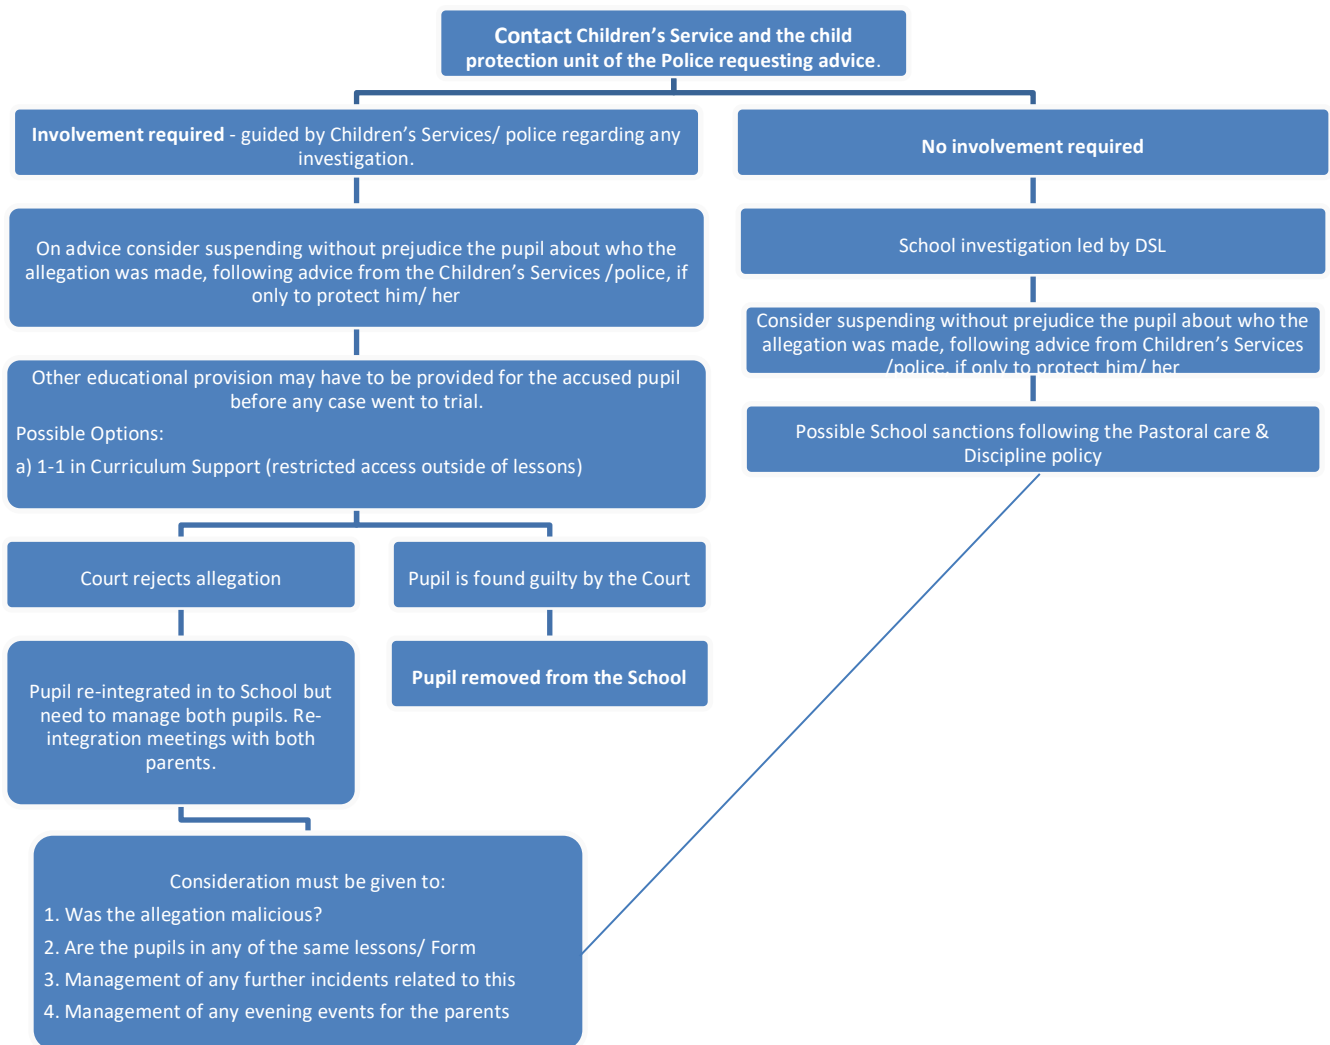 Contact Children’s Service and the child
protection unit of the Police requesting advice.
Involvement required - guided by Children’s Services/ police regarding any
investigation.
No involvement required
On advice consider suspending without prejudice the pupil about who the
allegation was made, following advice from the Children’s Services /police, if
only to protect him/ her
School investigation led by DSL
Consider suspending without prejudice the pupil about who the
allegation was made, following advice from Children’s Services
/police, if only to protect him/ her
Other educational provision may have to be provided for the accused pupil
before any case went to trial.
Possible Options:
a) 1-1 in Curriculum Support (restricted access outside of lessons)
Possible School sanctions following the Pastoral care &
Discipline policy
Court rejects allegation
Pupil is found guilty by the Court
Pupil re-integrated in to School but
need to manage both pupils. Re-
integration meetings with both
parents.
Pupil removed from the School
Consideration must be given to:
1. Was the allegation malicious?
2. Are the pupils in any of the same lessons/ Form
3. Management of any further incidents related to this
4. Management of any evening events for the parents